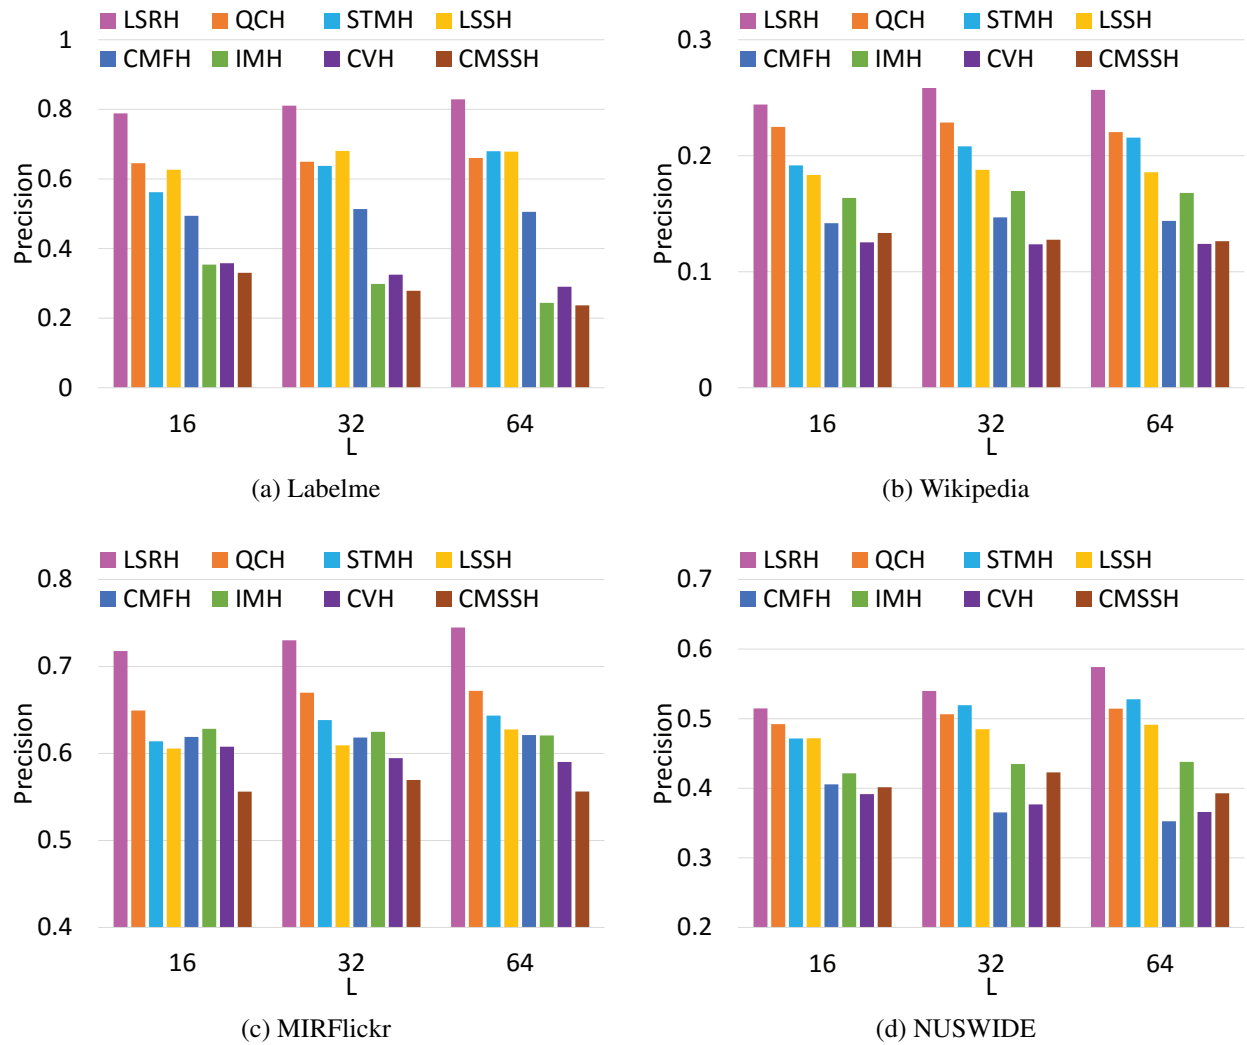 LSRH QCH STMH LSSH
CMFH IMH CVH CMSSH
1
0.8
0.6
0.4
0.2
0
Precision
16 32 64
L
(a) Labelme
LSRH QCH STMH LSSH
CMFH IMH CVH CMSSH
0.3
0.2
0.1
0
Precision
16 32 64
L
(b) Wikipedia
LSRH QCH STMH LSSH
CMFH IMH CVH CMSSH
0.8
0.7
0.6
0.5
0.4
Precision
16 32 64
L
(c) MIRFlickr
LSRH QCH STMH LSSH
CMFH IMH CVH CMSSH
0.7
0.6
0.5
0.4
0.3
0.2
Precision
16 32 64
L
(d) NUSWIDE